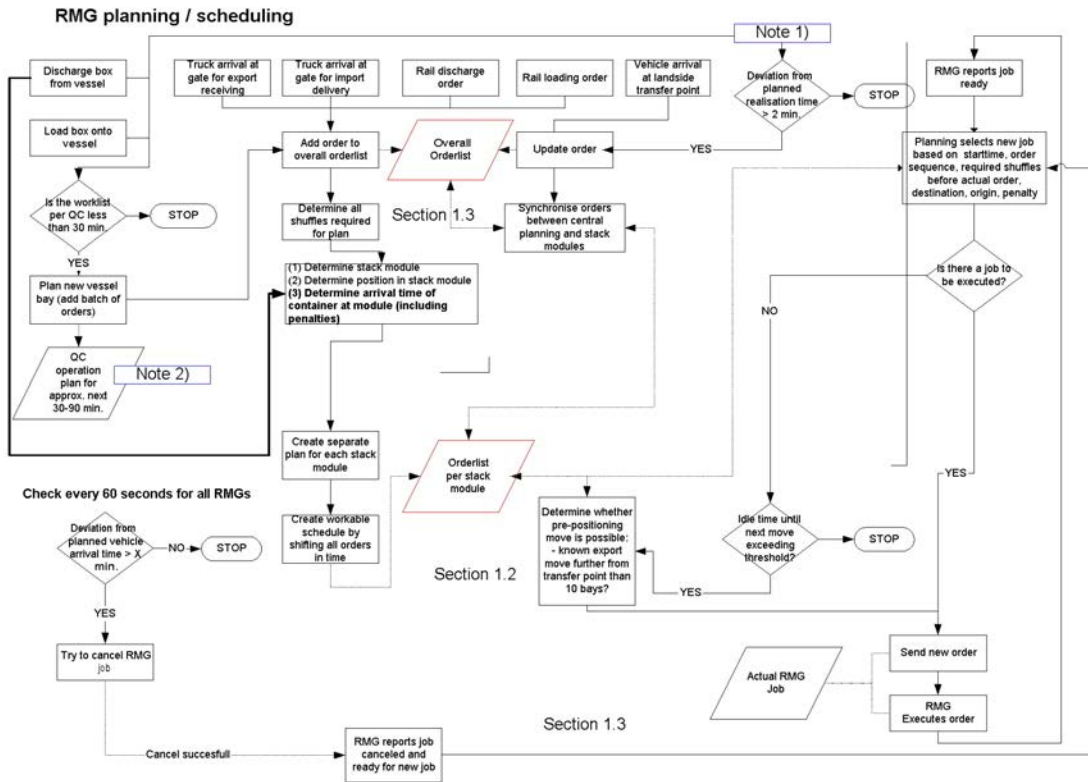 RMG planning / scheduling
Note 1)
Discharge box
from vessel
Truck arrival at
gate for export
receiving
Truck arrival at
gate for import
delivery
Rail discharge
order
Rail loading order
Vehicle arrival
at landside
transfer point
Deviation from
planned
realisation time
> 2 min.
STOP
RMG reports job
ready
Load box onto
vessel
Add order to
overall orderlist
Overall
Orderlist
Update order
YES
Planning selects new job
based on starttime, order
sequence, required shuffles
before actual order,
destination, origin, penalty
Is the worklist
per QC less
than 30 min.
STOP
Determine all
shuffles required
for plan
Section 1.3
Synchronise orders
between central
planning and stack
modules
YES
Plan new vessel
bay (add batch of
orders)
(1) Determine stack module
(2) Determine position in stack module
(3) Determine arrival time of
container at module (including
penalties)
Is there a job to
be executed?
NO
QC
operation
plan for
approx. next
30-90 min.
Note 2)
Create separate
plan for each stack
module
Orderlist
per stack
module
YES
Check every 60 seconds for all RMGs
Deviation from
planned vehicle
arrival time > X
min.
NO
STOP
Create workable
schedule by
shifting all orders
in time
Section 1.2
Determine whether
pre-positioning
move is possible:
- known export
move further from
transfer point than
10 bays?
Idle time until
next move
exceeding
threshold?
STOP
YES
YES
Try to cancel RMG
job
Actual RMG
Job
Send new order
RMG
Executes order
Section 1.3
Cancel succesfull
RMG reports job
canceled and
ready for new job